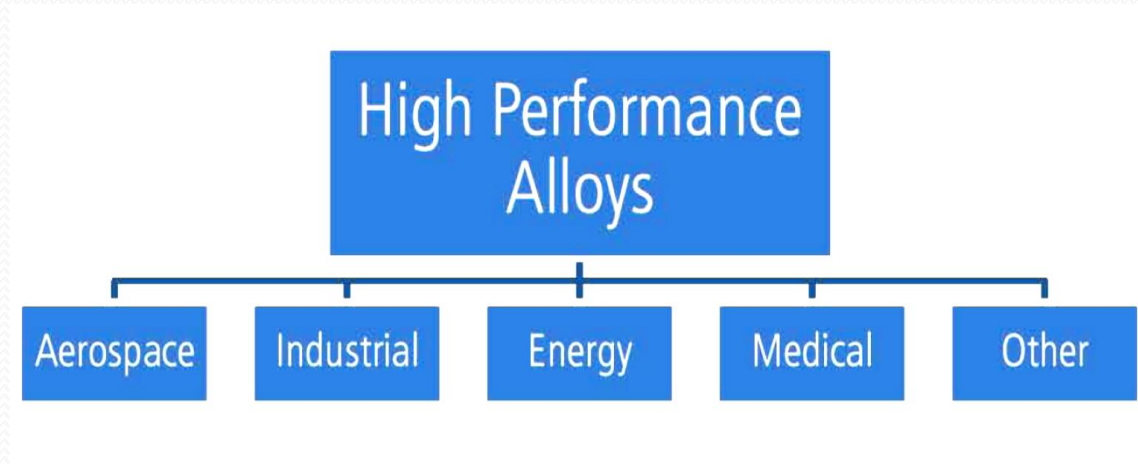 High Performance
Alloys
Aerospace
Industrial
Energy
Medical
Other